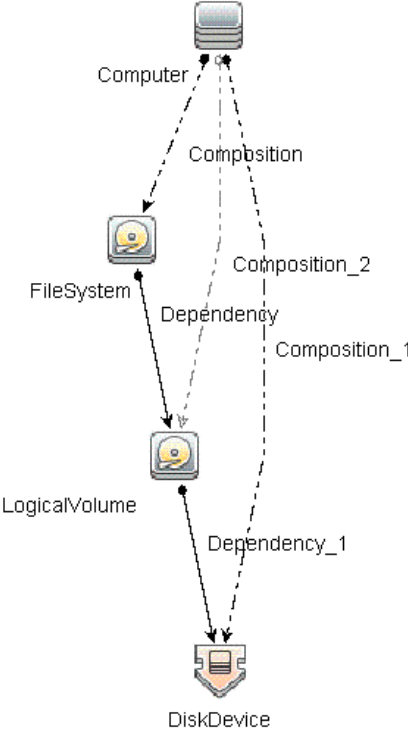 Computer
Composition
Composition_2
FileSystem
Dependency
Composition_1
LogicalVolume
Dependency_1
DiskDevice